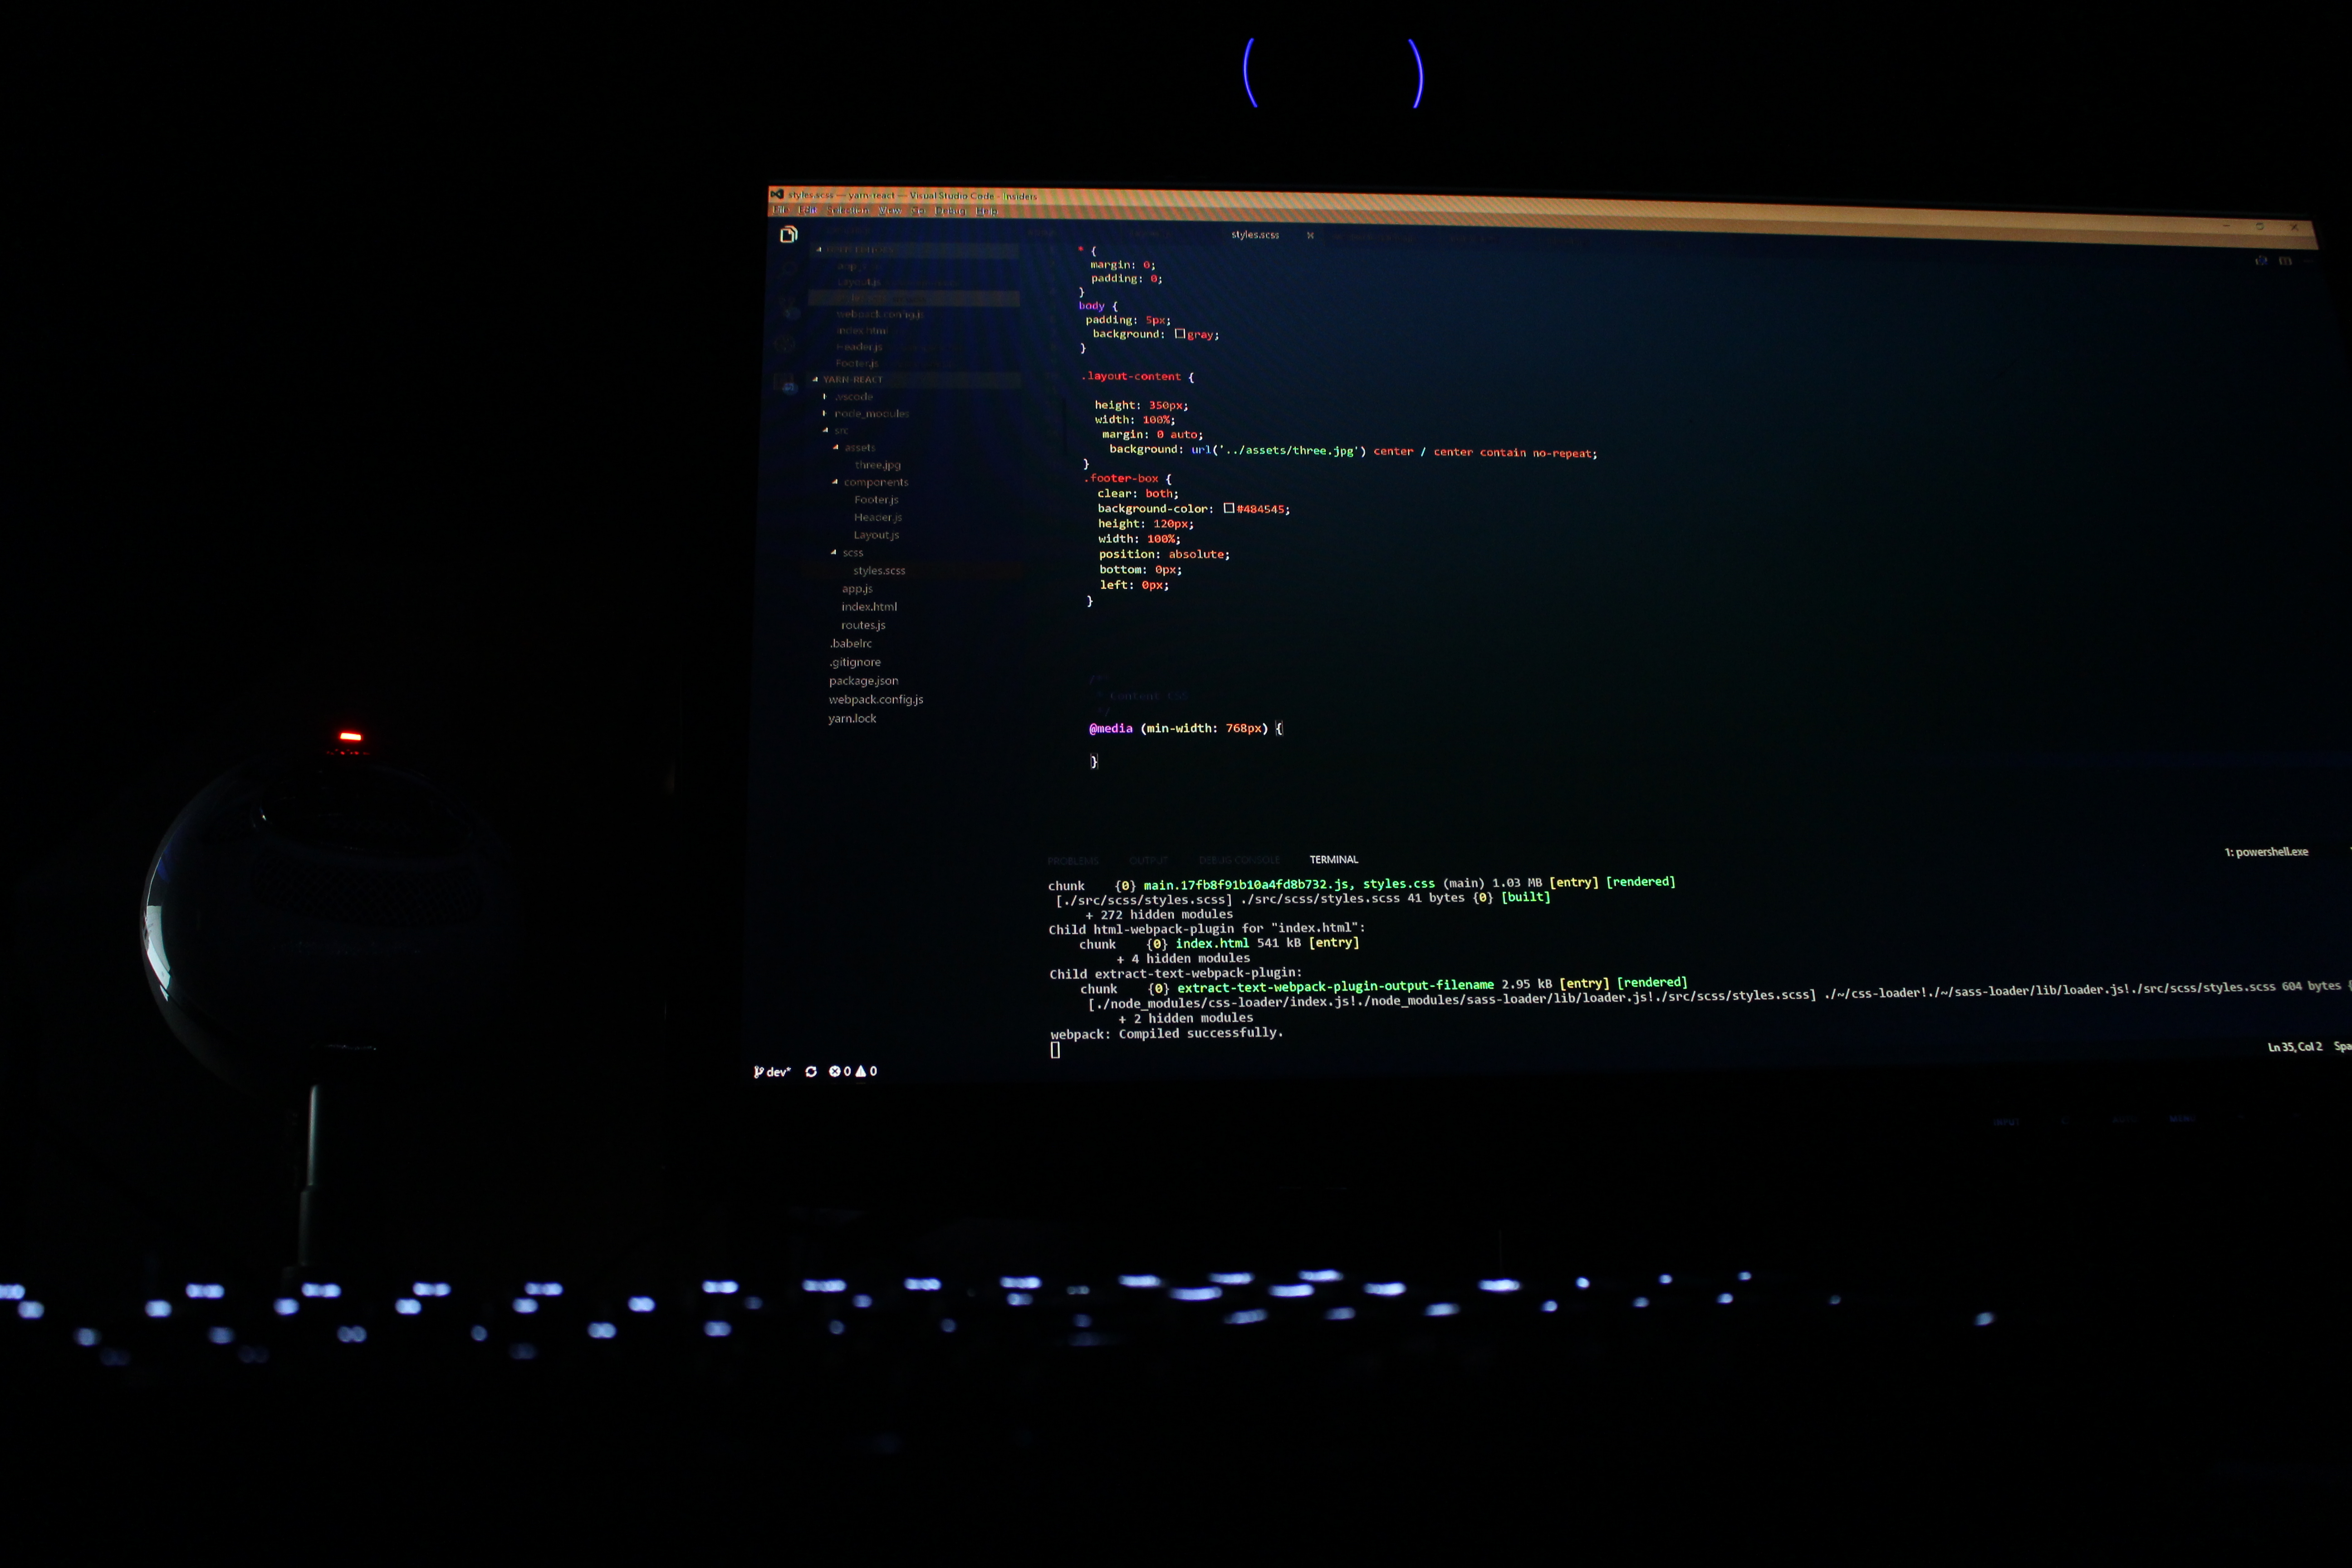 styles.scss — yarn-react — Visual Studio Code - Insiders
File Edit Selection View Go Debug Help
styles.scss
Layout.js
webpack.config.js
index.html
Header.js
Footer.js
YARN-REACT
.vscode
node_modules
src
assets
three.jpg
components
Footer.js
Header.js
Layout.js
scss
styles.scss
app.js
index.html
routes.js
.babelrc
.gitignore
package.json
webpack.config.js
yarn.lock
* {
margin: 0;
padding: 0;
}
body {
padding: 5px;
background: gray;
}
.layout-content {
height: 350px;
width: 100%;
margin: 0 auto;
background: url('../assets/three.jpg') center / center contain no-repeat;
}
.footer-box {
clear: both;
background-color: #484545;
height: 120px;
width: 100%;
position: absolute;
bottom: 0px;
left: 0px;
}
/*
* Content CSS
*/
@media (min-width: 768px) {
}
PROBLEMS OUTPUT DEBUG CONSOLE TERMINAL
1: powershell.exe
chunk {0} main.17fb8f91b10a4fd8b732.js, styles.css (main) 1.03 MB [entry] [rendered]
[./src/scss/styles.scss] ./src/scss/styles.scss 41 bytes {0} [built]
+ 272 hidden modules
Child html-webpack-plugin for "index.html":
chunk {0} index.html 541 kB [entry]
+ 4 hidden modules
Child extract-text-webpack-plugin:
chunk {0} extract-text-webpack-plugin-output-filename 2.95 kB [entry] [rendered]
[./node_modules/css-loader/index.js!./node_modules/sass-loader/lib/loader.js!./src/scss/styles.scss] ./~/css-loader!./~/sass-loader/lib/loader.js!./src/scss/styles.scss 604 bytes {
+ 2 hidden modules
webpack: Compiled successfully.
dev* 0 0
Ln 35, Col 2 Spa